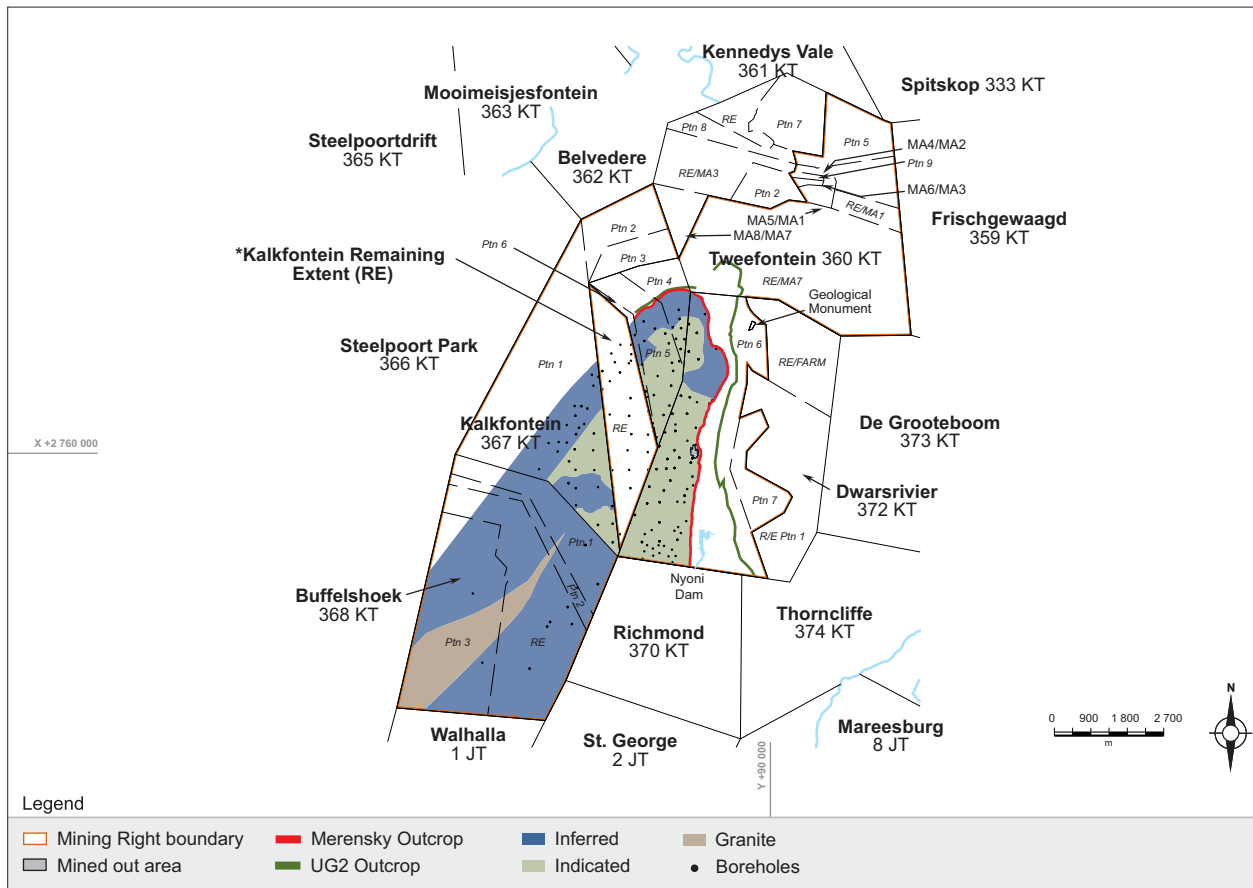 Kennedys Vale
361 KT
Spitskop 333 KT
Mooimeisjesfontein
363 KT
Steelpoortdrift
365 KT
Belvedere
362 KT
Ptn 8
RE
Ptn 7
Ptn 5
MA4/MA2
Ptn 9
MA6/MA3
RE/MA3
Ptn 2
RE/MA1
MA5/MA1
MA8/MA7
Frischgewaagd
359 KT
Ptn 2
Ptn 6
Ptn 3
*Kalkfontein Remaining
Extent (RE)
Tweefontein 360 KT
Ptn 4
RE/MA7
Geological
Monument
Steelpoort Park
366 KT
Ptn 1
Ptn 5
Ptn 6
RE/FARM
X +2 760 000
Kalkfontein
367 KT
RE
De Grooteboom
373 KT
Dwarsrivier
372 KT
Ptn 7
R/E Ptn 1
Ptn 1
Ptn 2
Buffelshoek
368 KT
Nyoni
Dam
Ptn 3
RE
Richmond
370 KT
Thorncliffe
374 KT
Walhalla
1 JT
St. George
2 JT
Y +90 000
Mareesburg
8 JT
0 900 1 800 2 700
m
N
Legend
Mining Right boundary
Merensky Outcrop
Inferred
Granite
Mined out area
UG2 Outcrop
Indicated
Boreholes